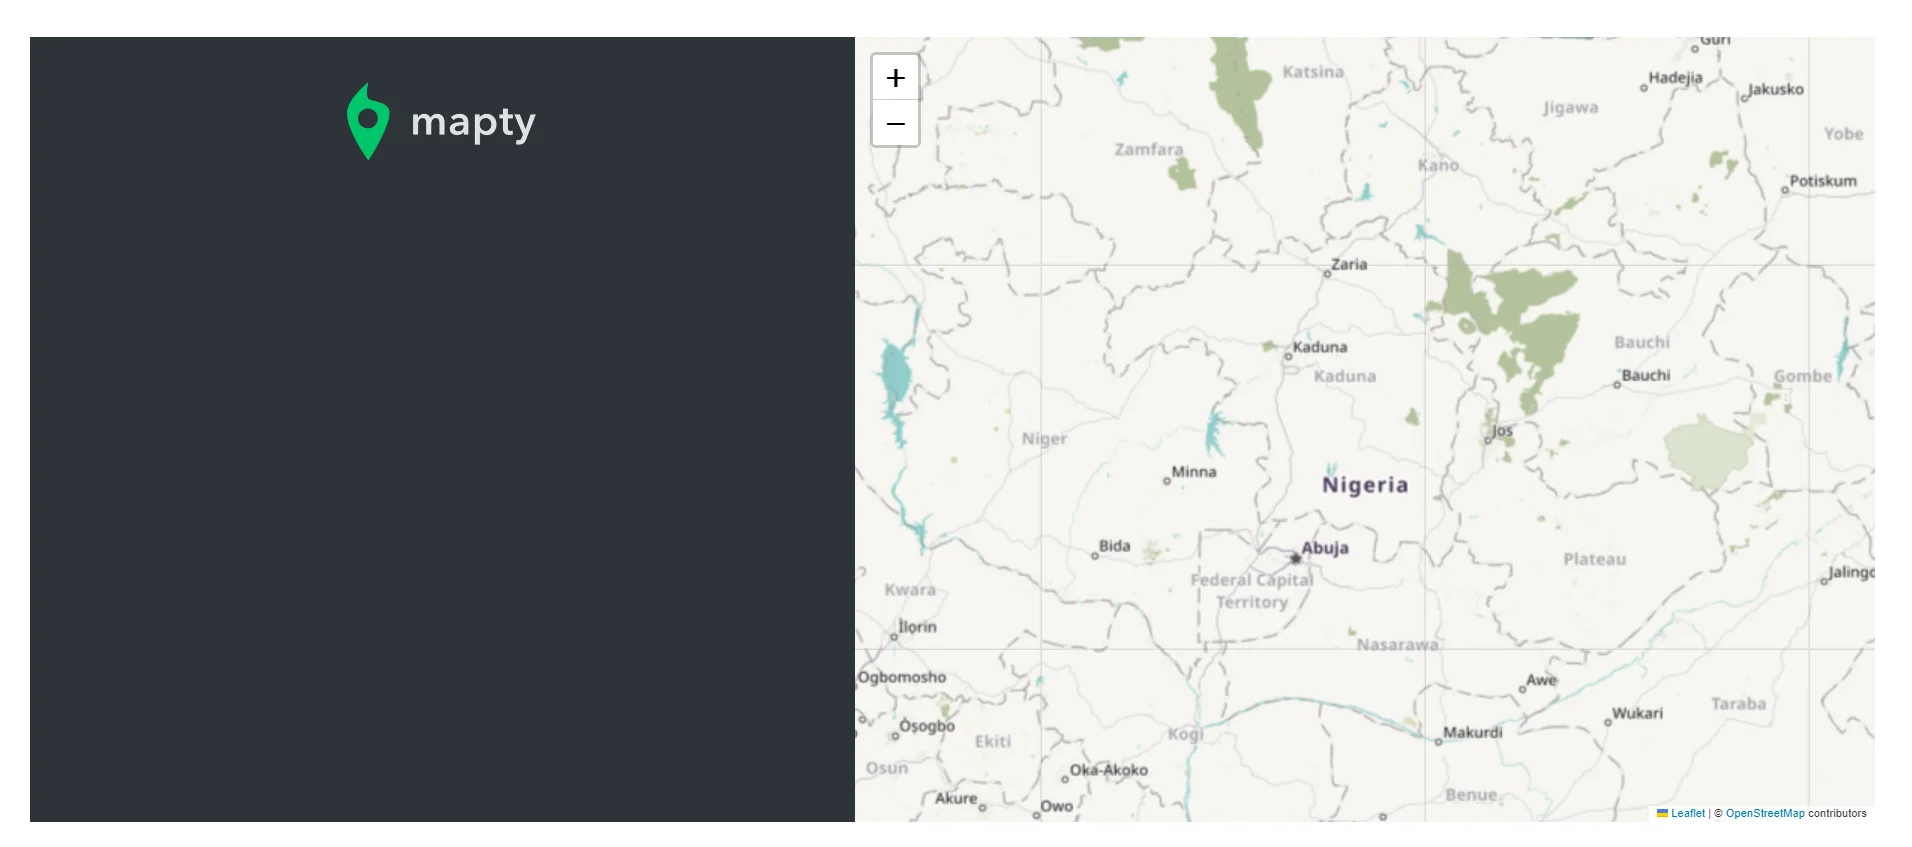 mapty
+
−
Guri
Katsina
Hadejia
Jakusko
Jigawa
Yobe
Zamfara
Kano
Potiskum
Zaria
Kaduna
Bauchi
Kaduna
Bauchi
Gombe
Jos
Niger
Minna
Nigeria
Bida
Abuja
Plateau
Federal Capital
Territory
Jalingo
Kwara
Ìlọrin
Nasarawa
Ogbomosho
Awe
Wukari
Taraba
Òṣogbo
Kogi
Makurdi
Ekiti
Osun
Oka-Akoko
Akure
Owo
Benue
Leaflet | © OpenStreetMap contributors